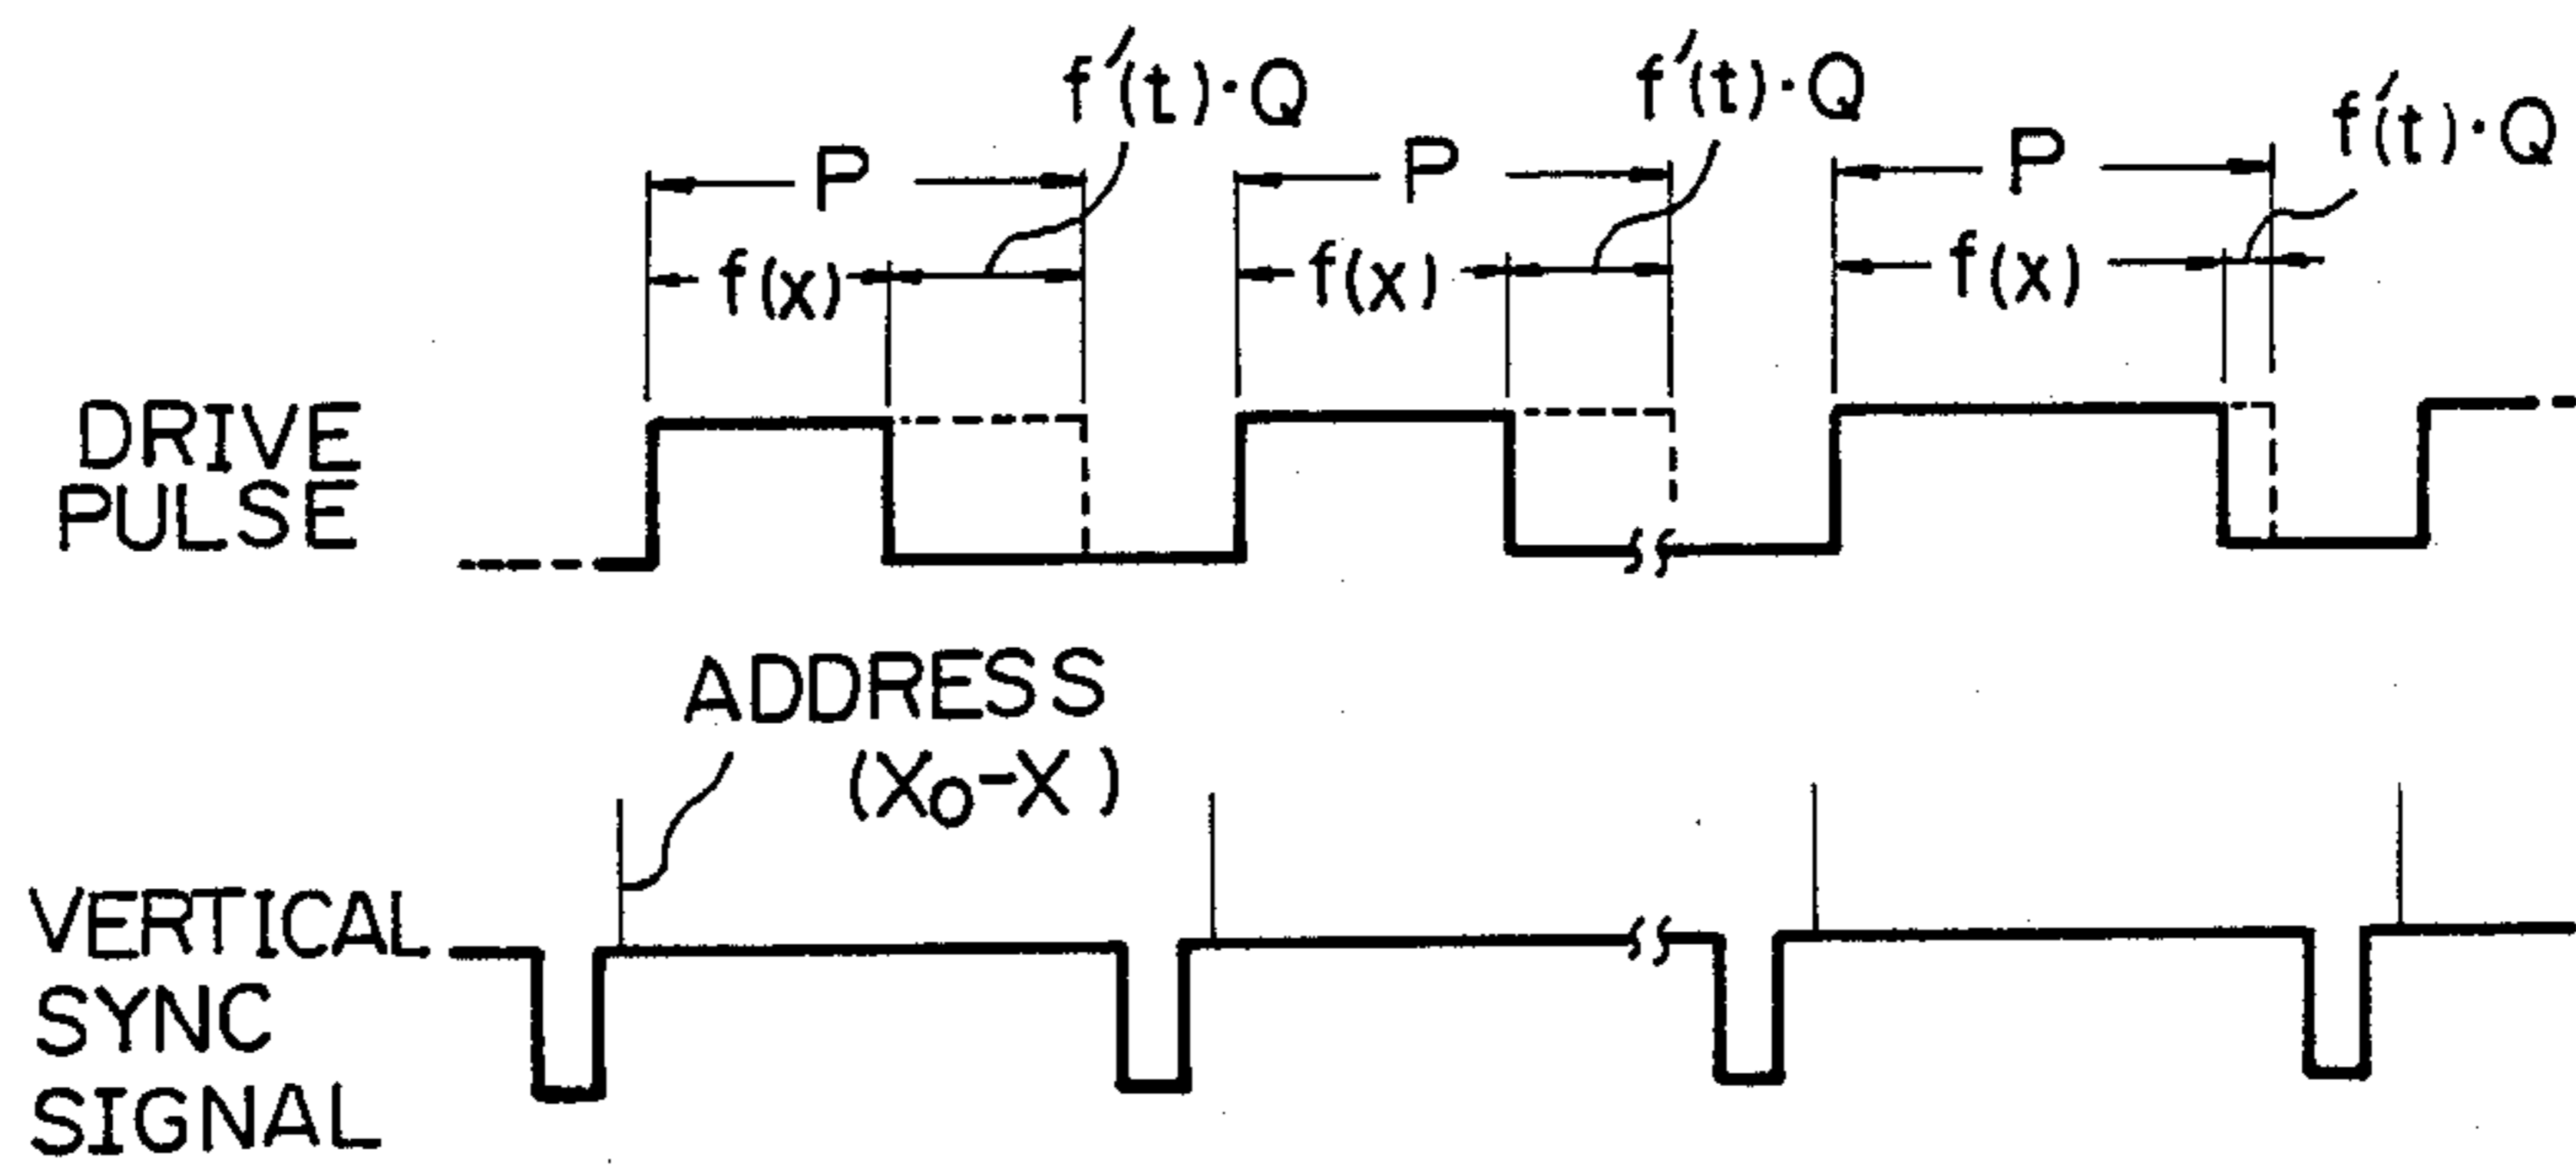 f'(t)·Q
f'(t)·Q
f'(t)·Q
P
P
P
f(x)
f(x)
f(x)
DRIVE
PULSE
ADDRESS
(X0-X)
VERTICAL
SYNC
SIGNAL